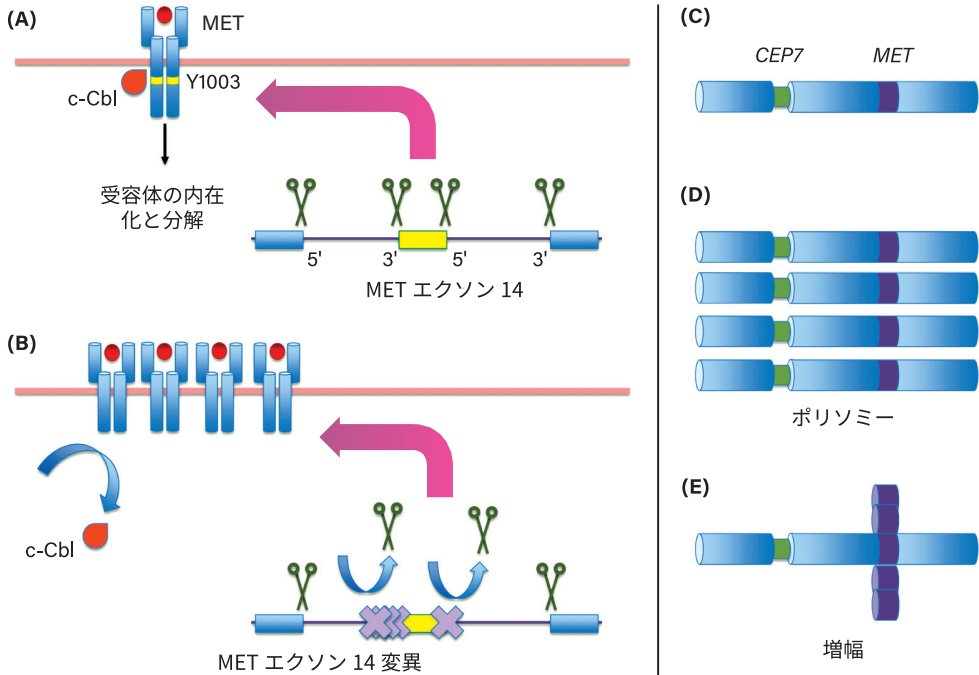 (A)
MET
Y1003
c-Cbl
受容体の内在
化と分解
5' 3' 5' 3'
MET エクソン 14
(B)
c-Cbl
MET エクソン 14 変異
(C)
CEP7 MET
(D)
ポリソミー
(E)
増幅